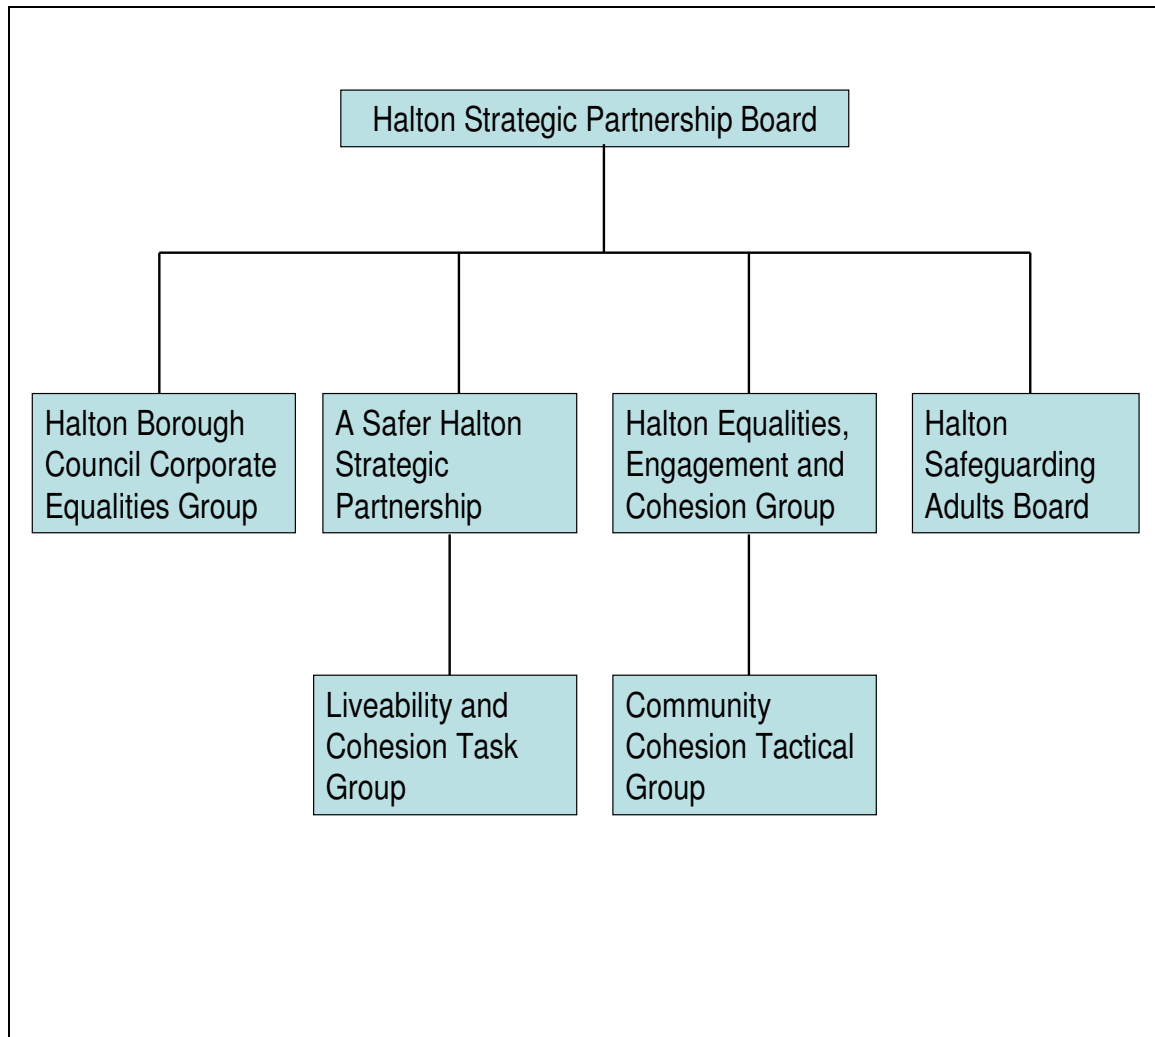 Halton Strategic Partnership Board
Halton Borough
Council Corporate
Equalities Group
A Safer Halton
Strategic
Partnership
Halton Equalities,
Engagement and
Cohesion Group
Halton
Safeguarding
Adults Board
Liveability and
Cohesion Task
Group
Community
Cohesion Tactical
Group